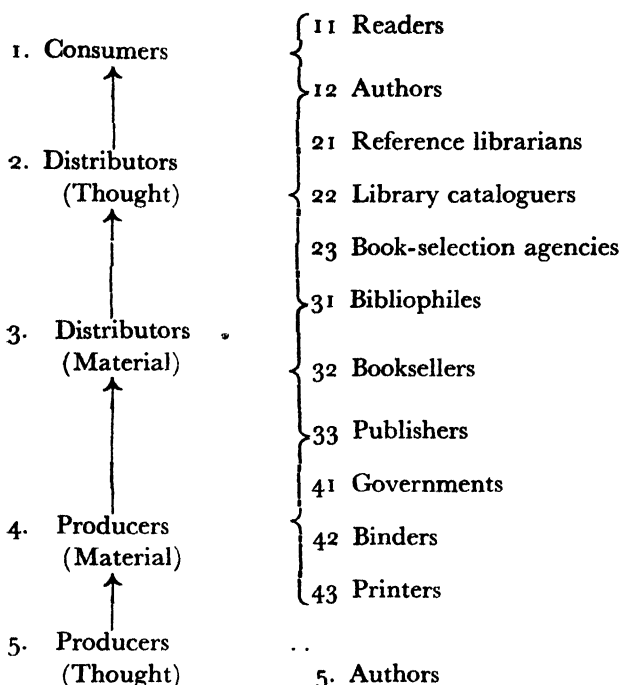 1. Consumers
11 Readers
12 Authors
2. Distributors
(Thought)
21 Reference librarians
22 Library cataloguers
23 Book-selection agencies
3. Distributors
(Material)
31 Bibliophiles
32 Booksellers
33 Publishers
4. Producers
(Material)
41 Governments
42 Binders
43 Printers
5. Producers
(Thought)
5. Authors